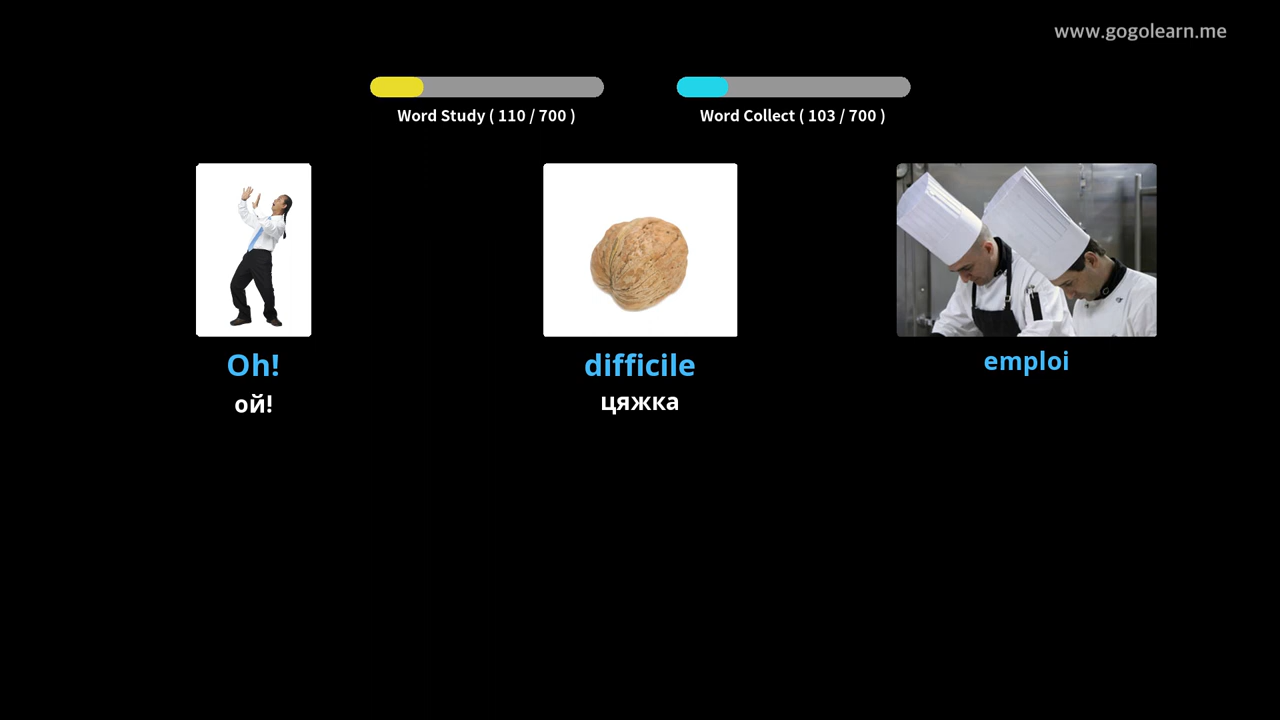 www.gogolearn.me
Word Study ( 110 / 700 )
Word Collect ( 103 / 700 )
Oh!
ой!
difficile
цяжка
emploi